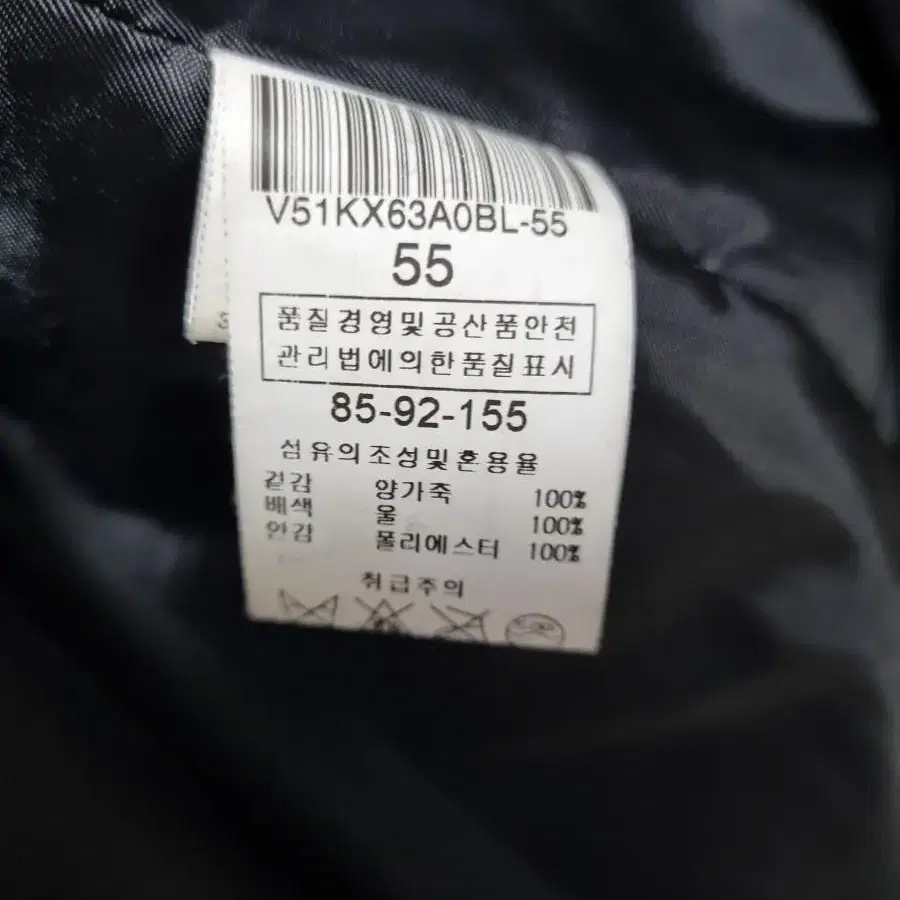 V51KX63A0BL-55
55
품질경영및공산품안전
관리법에의한품질표시
85-92-155
섬유의조성및혼용율
겉감 양가죽 100%
배색 울 100%
안감 폴리에스터 100%
취급주의